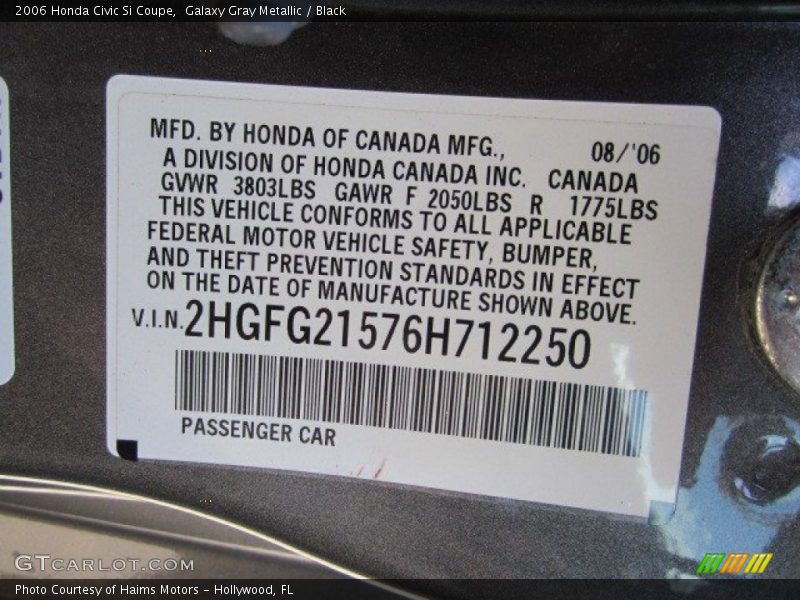 2006 Honda Civic Si Coupe,  Galaxy Gray Metallic / Black
MFD. BY HONDA OF CANADA MFG., 08/'06
A DIVISION OF HONDA CANADA INC. CANADA
GVWR 3803LBS GAWR F 2050LBS R 1775LBS
THIS VEHICLE CONFORMS TO ALL APPLICABLE
FEDERAL MOTOR VEHICLE SAFETY, BUMPER,
AND THEFT PREVENTION STANDARDS IN EFFECT
ON THE DATE OF MANUFACTURE SHOWN ABOVE.
V.I.N. 2HGFG21576H712250
PASSENGER CAR
GTCARLOT.COM
Photo Courtesy of Haims Motors – Hollywood, FL